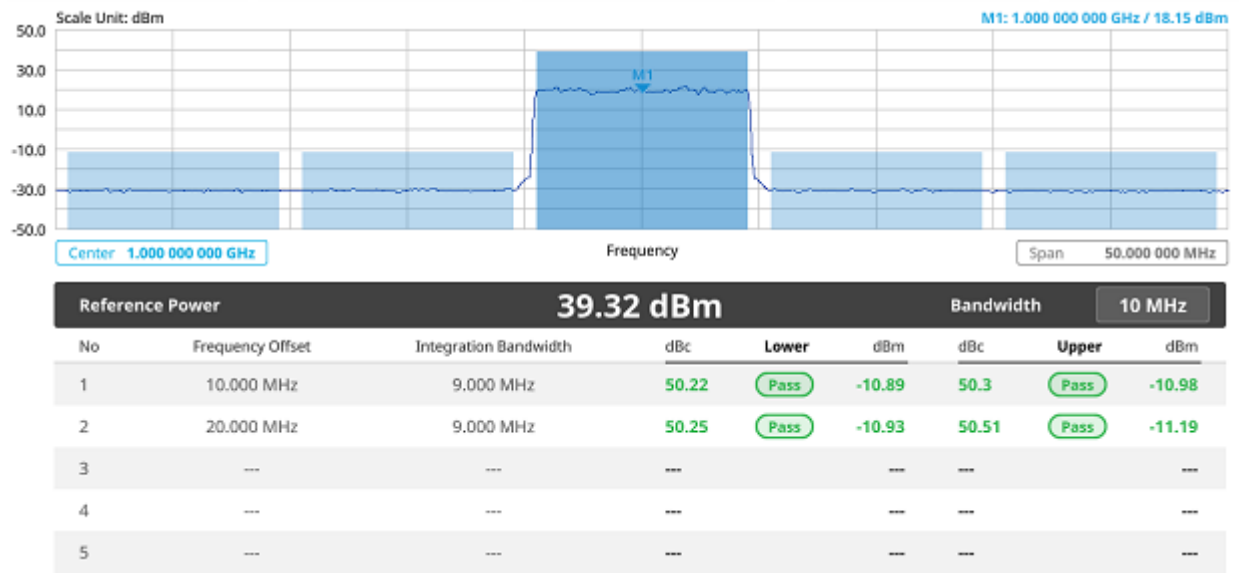 Scale Unit: dBm M1: 1.000 000 000 GHz / 18.15 dBm
50.0
30.0
M1
10.0
-10.0
-30.0
-50.0
Center 1.000 000 000 GHz Frequency Span 50.000 000 MHz
Reference Power 39.32 dBm Bandwidth 10 MHz
No Frequency Offset Integration Bandwidth dBc Lower dBm dBc Upper dBm
1 10.000 MHz 9.000 MHz 50.22 Pass -10.89 50.3 Pass -10.98
2 20.000 MHz 9.000 MHz 50.25 Pass -10.93 50.51 Pass -11.19
3 --- --- --- --- --- ---
4 --- --- --- --- --- ---
5 --- --- --- --- --- ---